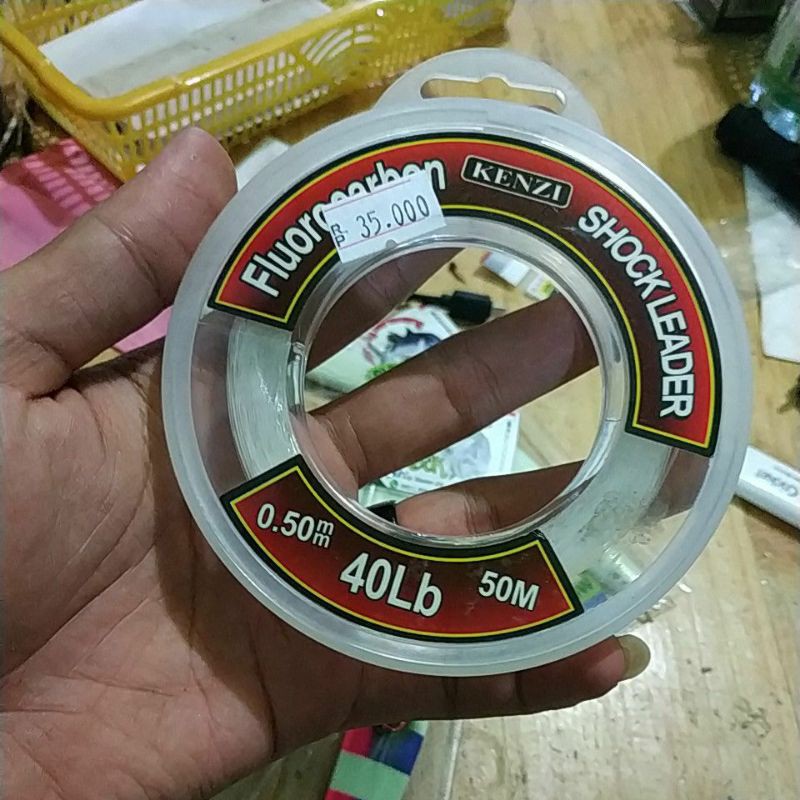 Fluorocarbon
KENZI
SHOCK LEADER
35.000
0.50mm
40Lb
50M